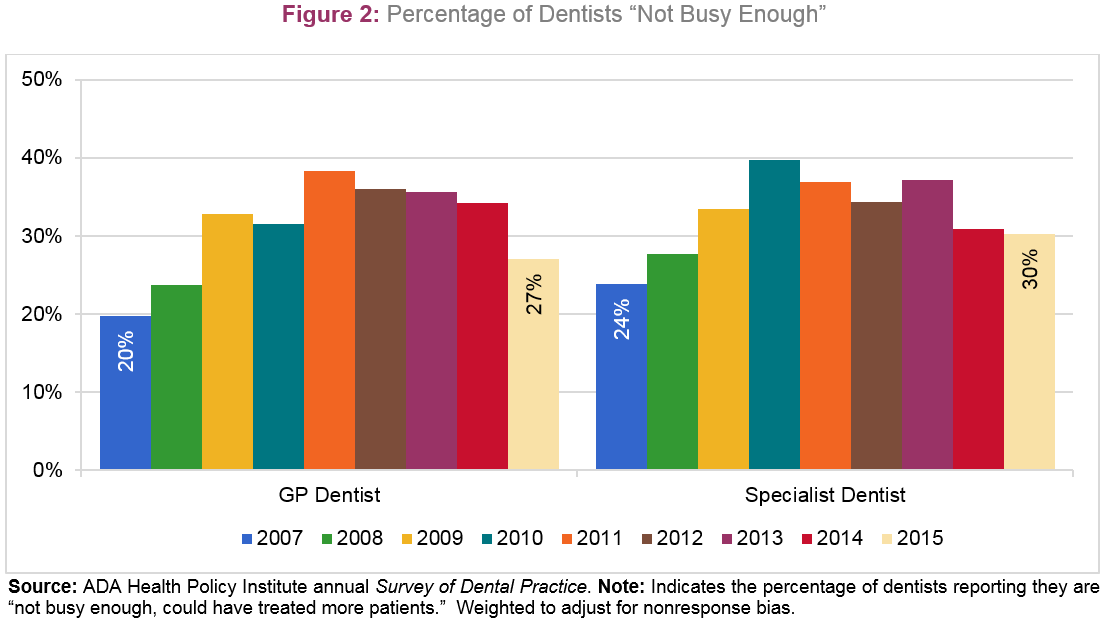 Figure 2: Percentage of Dentists “Not Busy Enough”
50%
40%
30%
20%
10%
0%
20%
27%
24%
30%
GP Dentist
Specialist Dentist
2007 2008 2009 2010 2011 2012 2013 2014 2015
Source: ADA Health Policy Institute annual Survey of Dental Practice. Note: Indicates the percentage of dentists reporting they are
“not busy enough, could have treated more patients.”  Weighted to adjust for nonresponse bias.